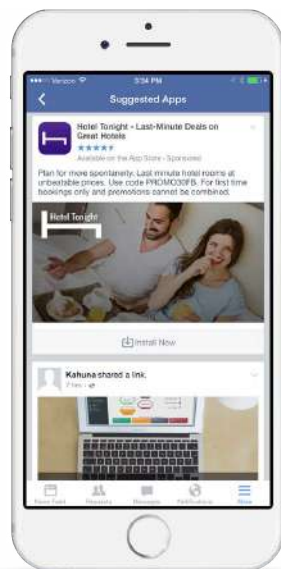 Verizon 5:34 PM
Suggested Apps
Hotel Tonight - Last-Minute Deals on
Great Hotels
Available on the App Store · Sponsored
Plan for more spontaneity. Last minute hotel rooms at
unbeatable prices. Use code PROMO30FB. For first time
bookings only and promotions cannot be combined.
Hotel Tonight
Install Now
Kahuna shared a link.
7 hrs
News Feed Requests Messages Notifications More